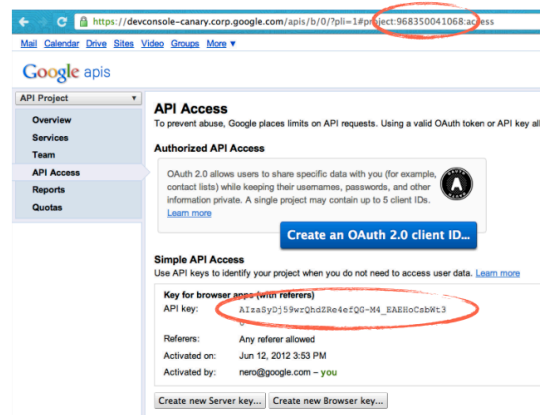 https://devconsole-canary.corp.google.com/apis/b/0/?pli=1#project:968350041068:access
Mail Calendar Drive Sites Video Groups More ▼
Google apis
API Project ▼
Overview
Services
Team
API Access
Reports
Quotas
API Access
To prevent abuse, Google places limits on API requests. Using a valid OAuth token or API key all
Authorized API Access
OAuth 2.0 allows users to share specific data with you (for example,
contact lists) while keeping their usernames, passwords, and other
information private. A single project may contain up to 5 client IDs.
Learn more
Create an OAuth 2.0 client ID...
Simple API Access
Use API keys to identify your project when you do not need to access user data. Learn more
Key for browser apps (with referers)
API key: AIzaSyDj59wrQhdZRe4efQG-M4_EAEHoCsbWt3
Referers: Any referer allowed
Activated on: Jun 12, 2012 3:53 PM
Activated by: nero@google.com – you
Create new Server key... Create new Browser key...